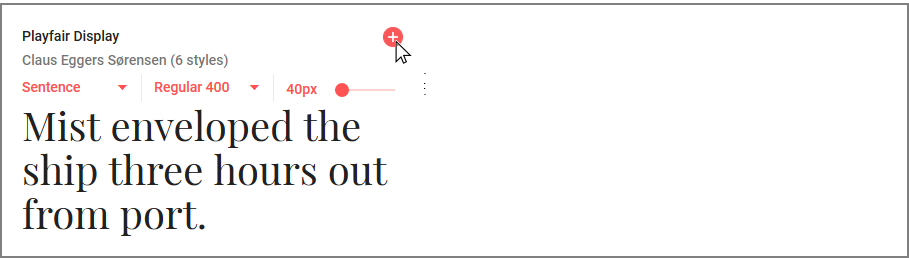 Playfair Display
Claus Eggers Sørensen (6 styles)
Sentence Regular 400 40px
Mist enveloped the
ship three hours out
from port.